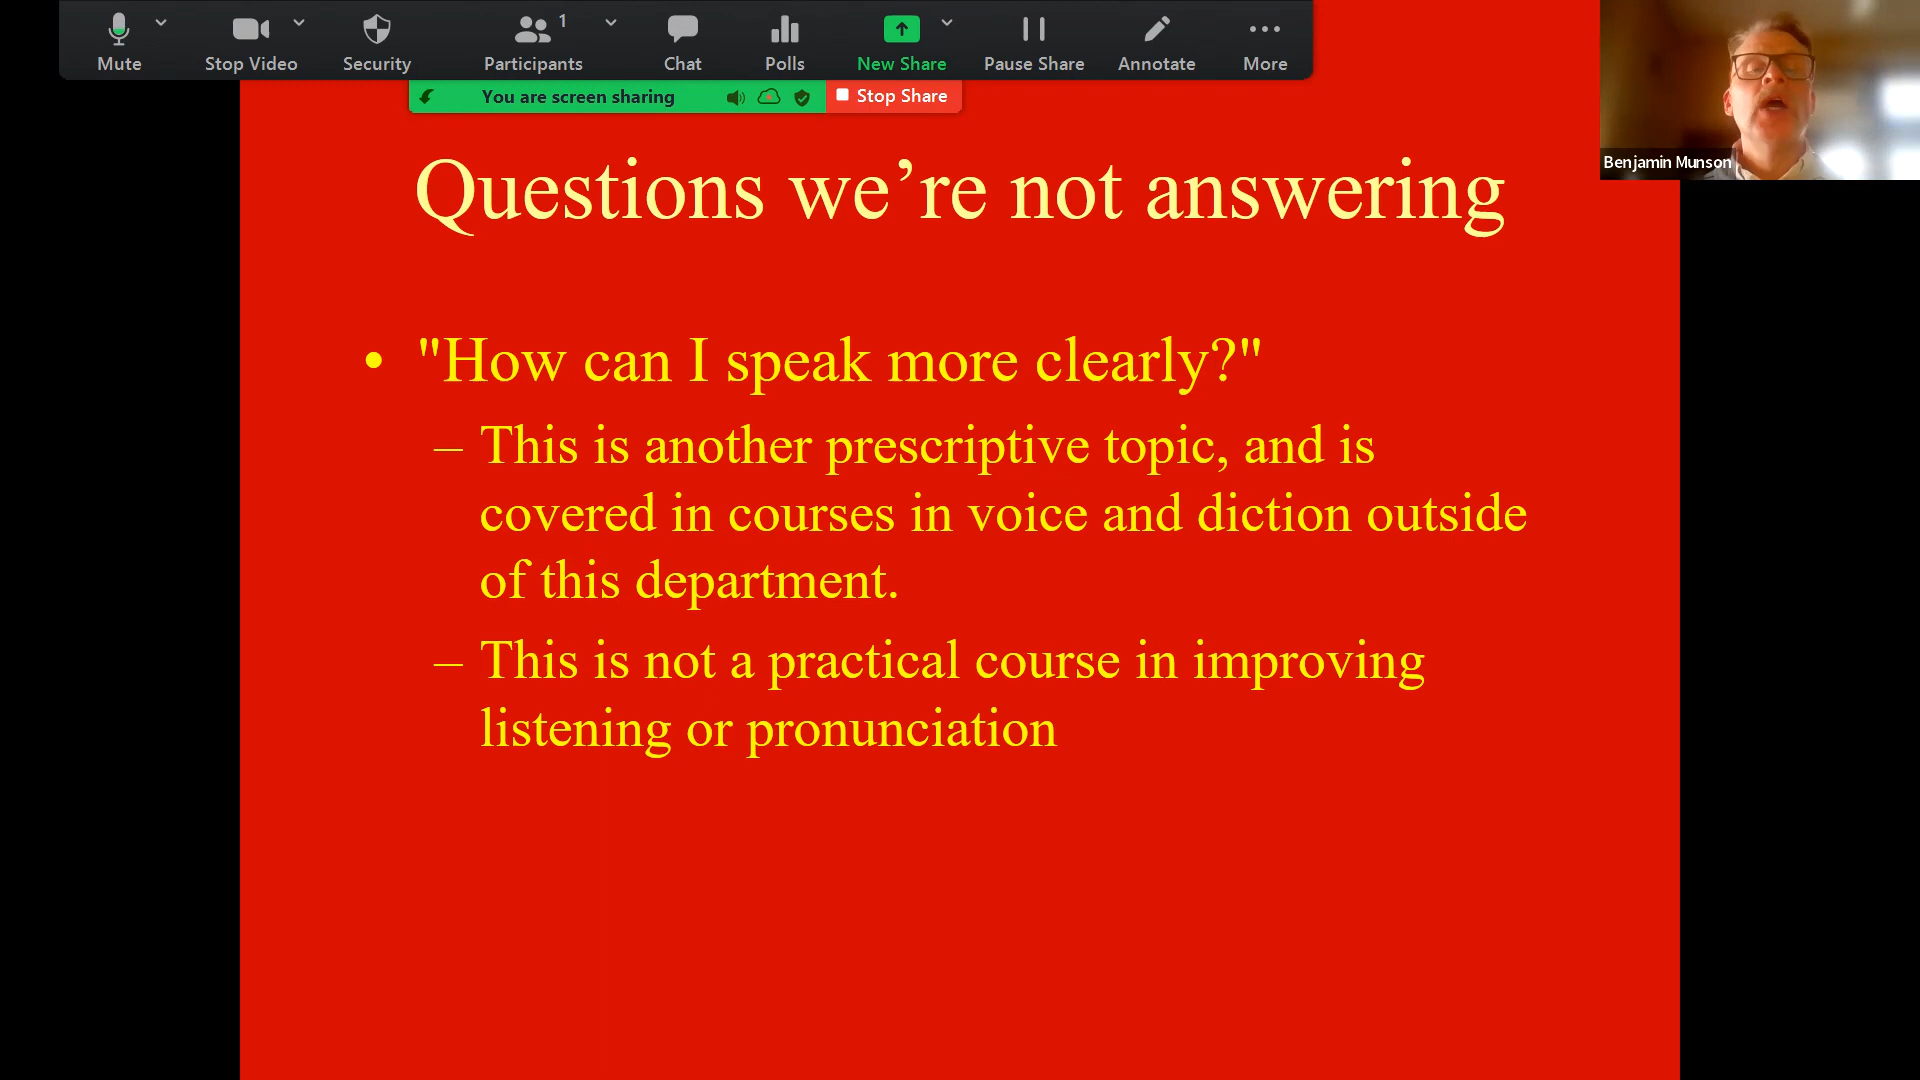 Mute
Stop Video
Security
Participants
1
Chat
Polls
New Share
Pause Share
Annotate
More
You are screen sharing
Stop Share
Benjamin Munson
Questions we’re not answering
• "How can I speak more clearly?"
– This is another prescriptive topic, and is
covered in courses in voice and diction outside
of this department.
– This is not a practical course in improving
listening or pronunciation